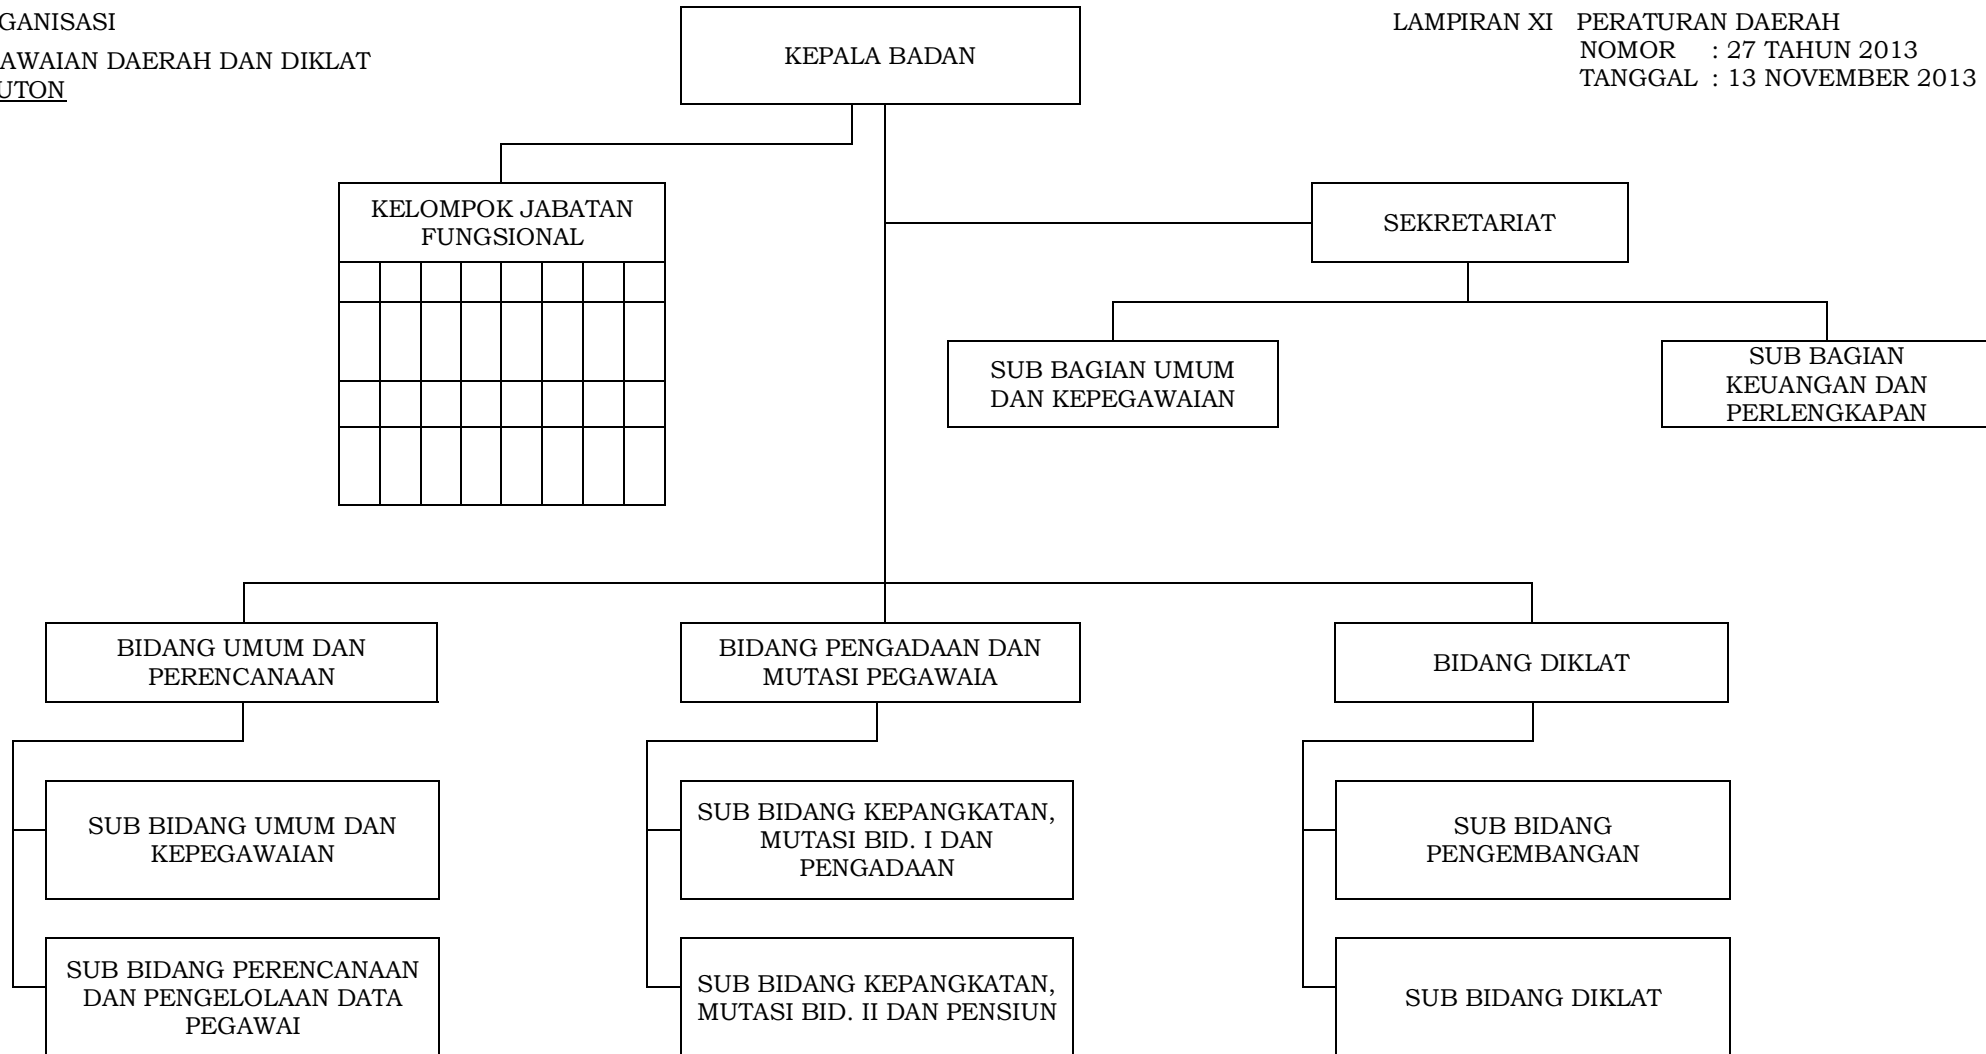 GANISASI
AWAIAN DAERAH DAN DIKLAT
UTON
KEPALA BADAN
LAMPIRAN XI PERATURAN DAERAH
NOMOR : 27 TAHUN 2013
TANGGAL : 13 NOVEMBER 2013
KELOMPOK JABATAN
FUNGSIONAL
SEKRETARIAT
SUB BAGIAN UMUM
DAN KEPEGAWAIAN
SUB BAGIAN
KEUANGAN DAN
PERLENGKAPAN
BIDANG UMUM DAN
PERENCANAAN
BIDANG PENGADAAN DAN
MUTASI PEGAWAIA
BIDANG DIKLAT
SUB BIDANG UMUM DAN
KEPEGAWAIAN
SUB BIDANG KEPANGKATAN,
MUTASI BID. I DAN
PENGADAAN
SUB BIDANG
PENGEMBANGAN
SUB BIDANG PERENCANAAN
DAN PENGELOLAAN DATA
PEGAWAI
SUB BIDANG KEPANGKATAN,
MUTASI BID. II DAN PENSIUN
SUB BIDANG DIKLAT